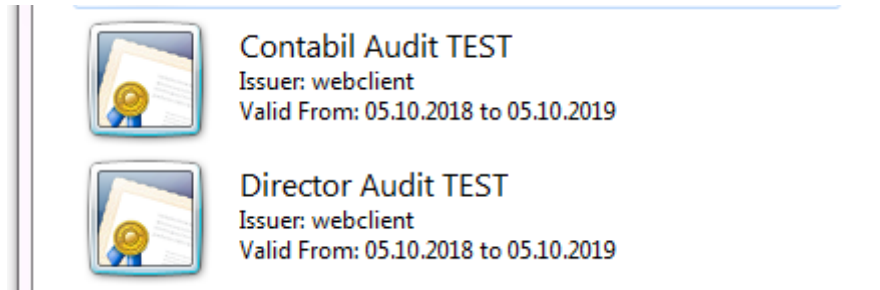 Contabil Audit TEST
Issuer: webclient
Valid From: 05.10.2018 to 05.10.2019
Director Audit TEST
Issuer: webclient
Valid From: 05.10.2018 to 05.10.2019